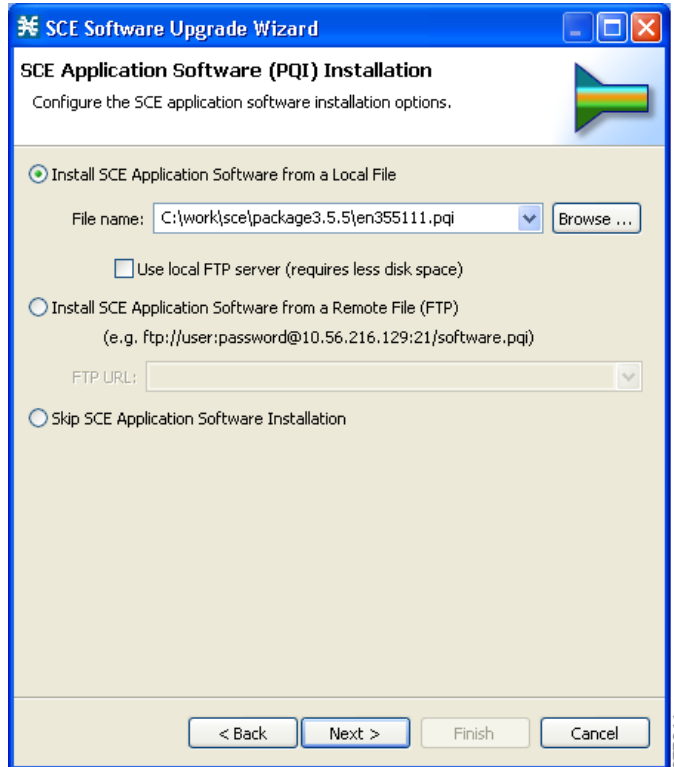 SCE Software Upgrade Wizard
SCE Application Software (PQI) Installation
Configure the SCE application software installation options.
Install SCE Application Software from a Local File
File name: C:\work\sce\package3.5.5\en355111.pqi Browse ...
Use local FTP server (requires less disk space)
Install SCE Application Software from a Remote File (FTP)
(e.g. ftp://user:password@10.56.216.129:21/software.pqi)
FTP URL:
Skip SCE Application Software Installation
< Back Next > Finish Cancel